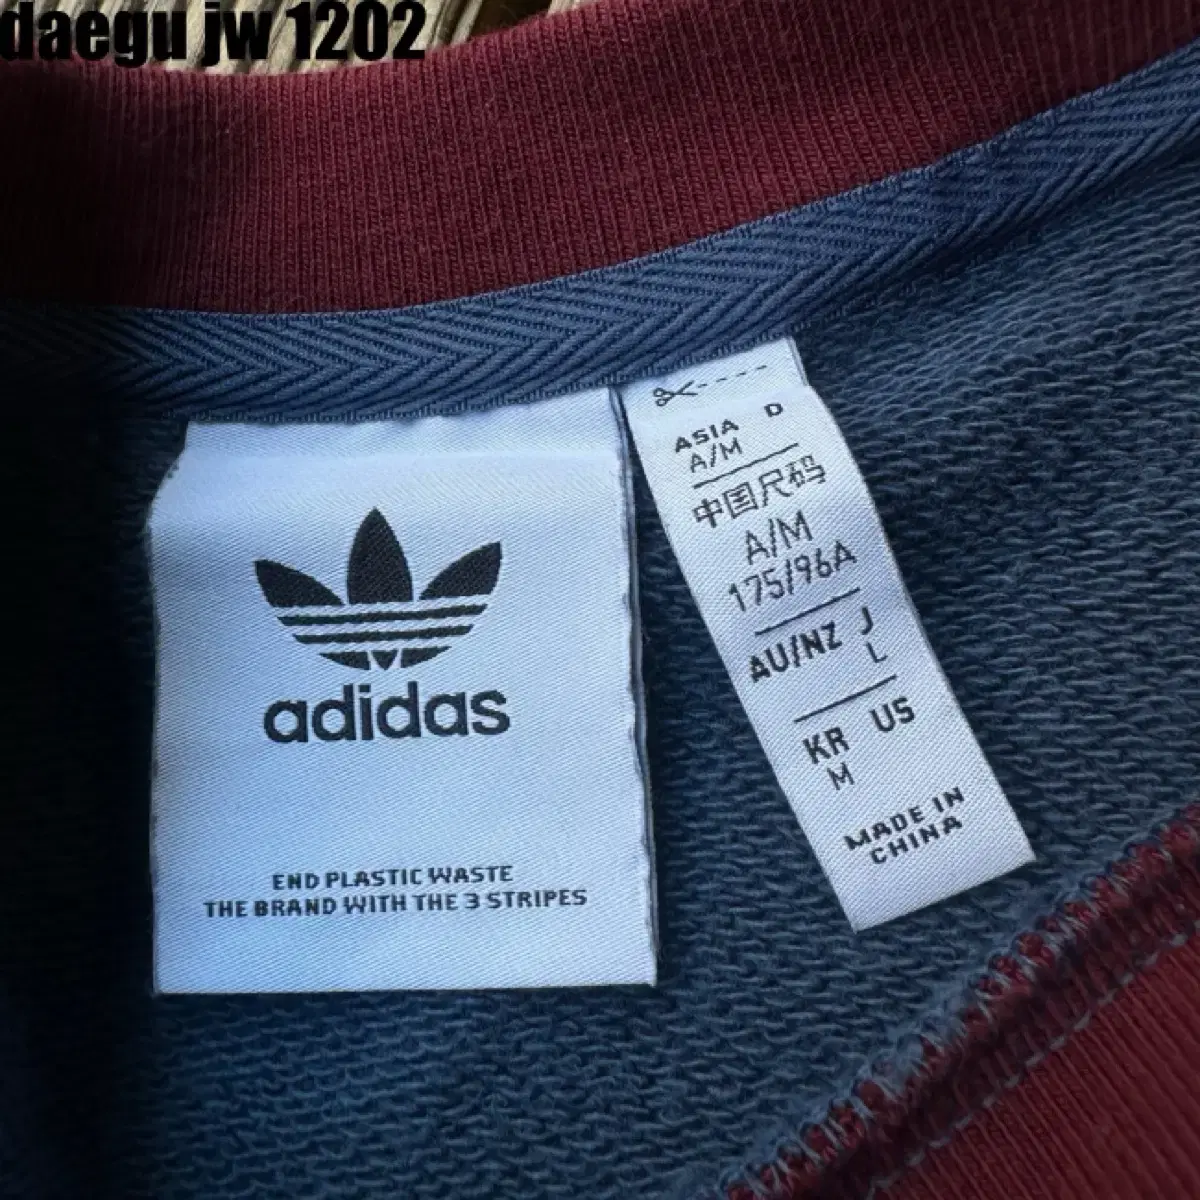 daegu jw 1202
adidas
END PLASTIC WASTE
THE BRAND WITH THE 3 STRIPES
ASIA D
A/M
中国尺码
A/M
175/96A
AU/NZ J
L
KR US
M
MADE IN
CHINA